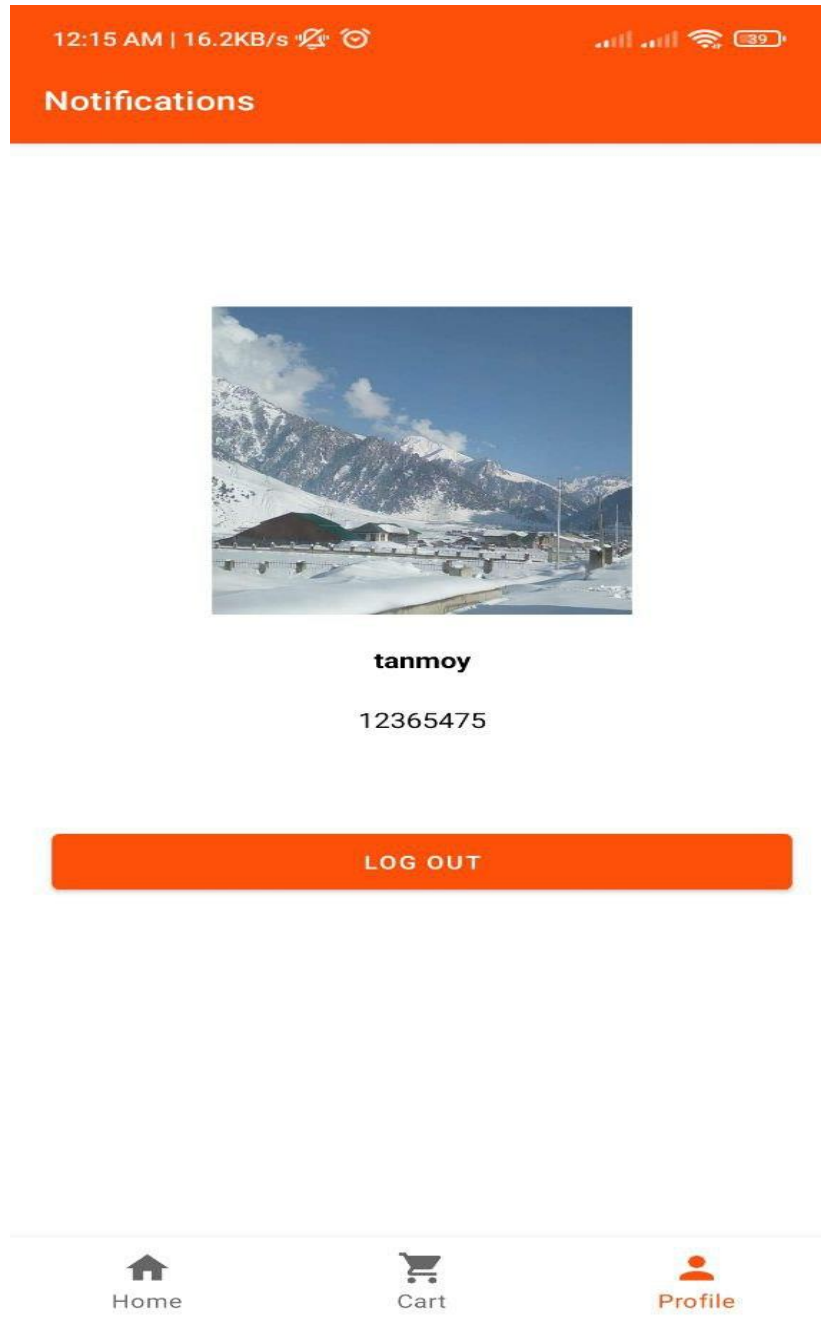 12:15 AM | 16.2KB/s 39
Notifications
tanmoy
12365475
LOG OUT
Home Cart Profile